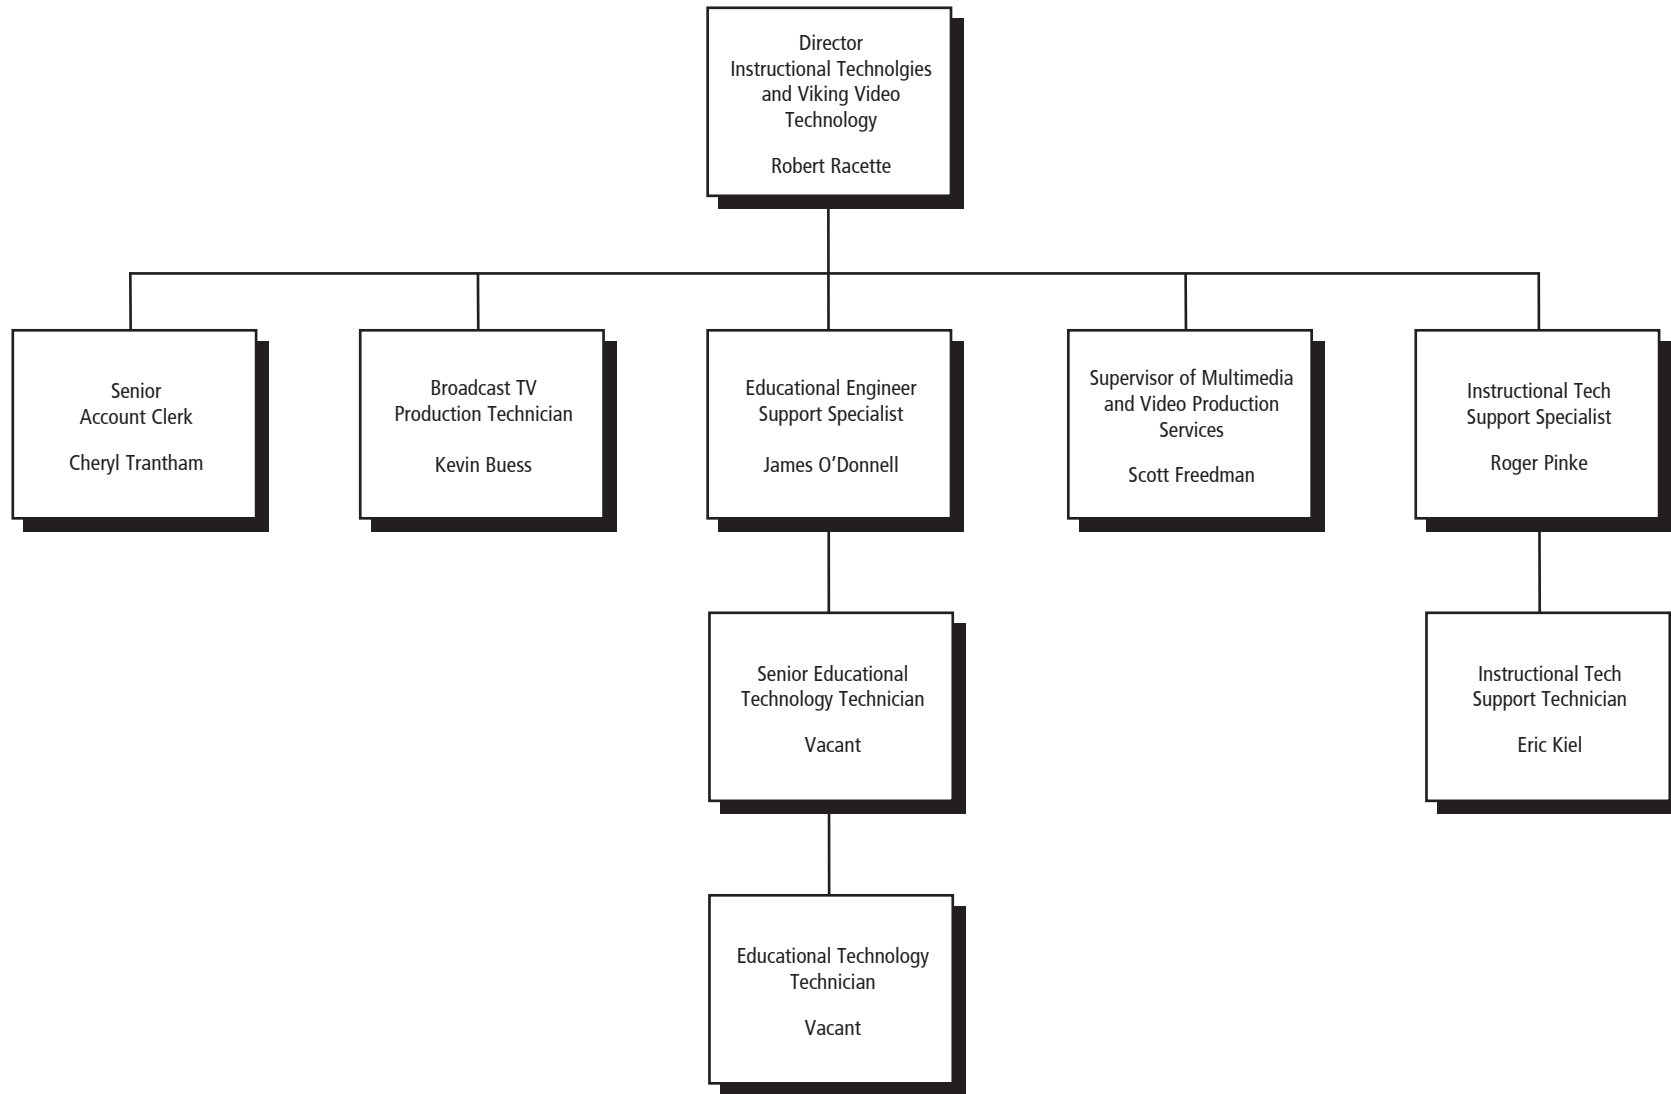 Director
Instructional Technolgies
and Viking Video
Technology
Robert Racette
Senior
Account Clerk
Cheryl Trantham
Broadcast TV
Production Technician
Kevin Buess
Educational Engineer
Support Specialist
James O’Donnell
Supervisor of Multimedia
and Video Production
Services
Scott Freedman
Instructional Tech
Support Specialist
Roger Pinke
Senior Educational
Technology Technician
Vacant
Instructional Tech
Support Technician
Eric Kiel
Educational Technology
Technician
Vacant